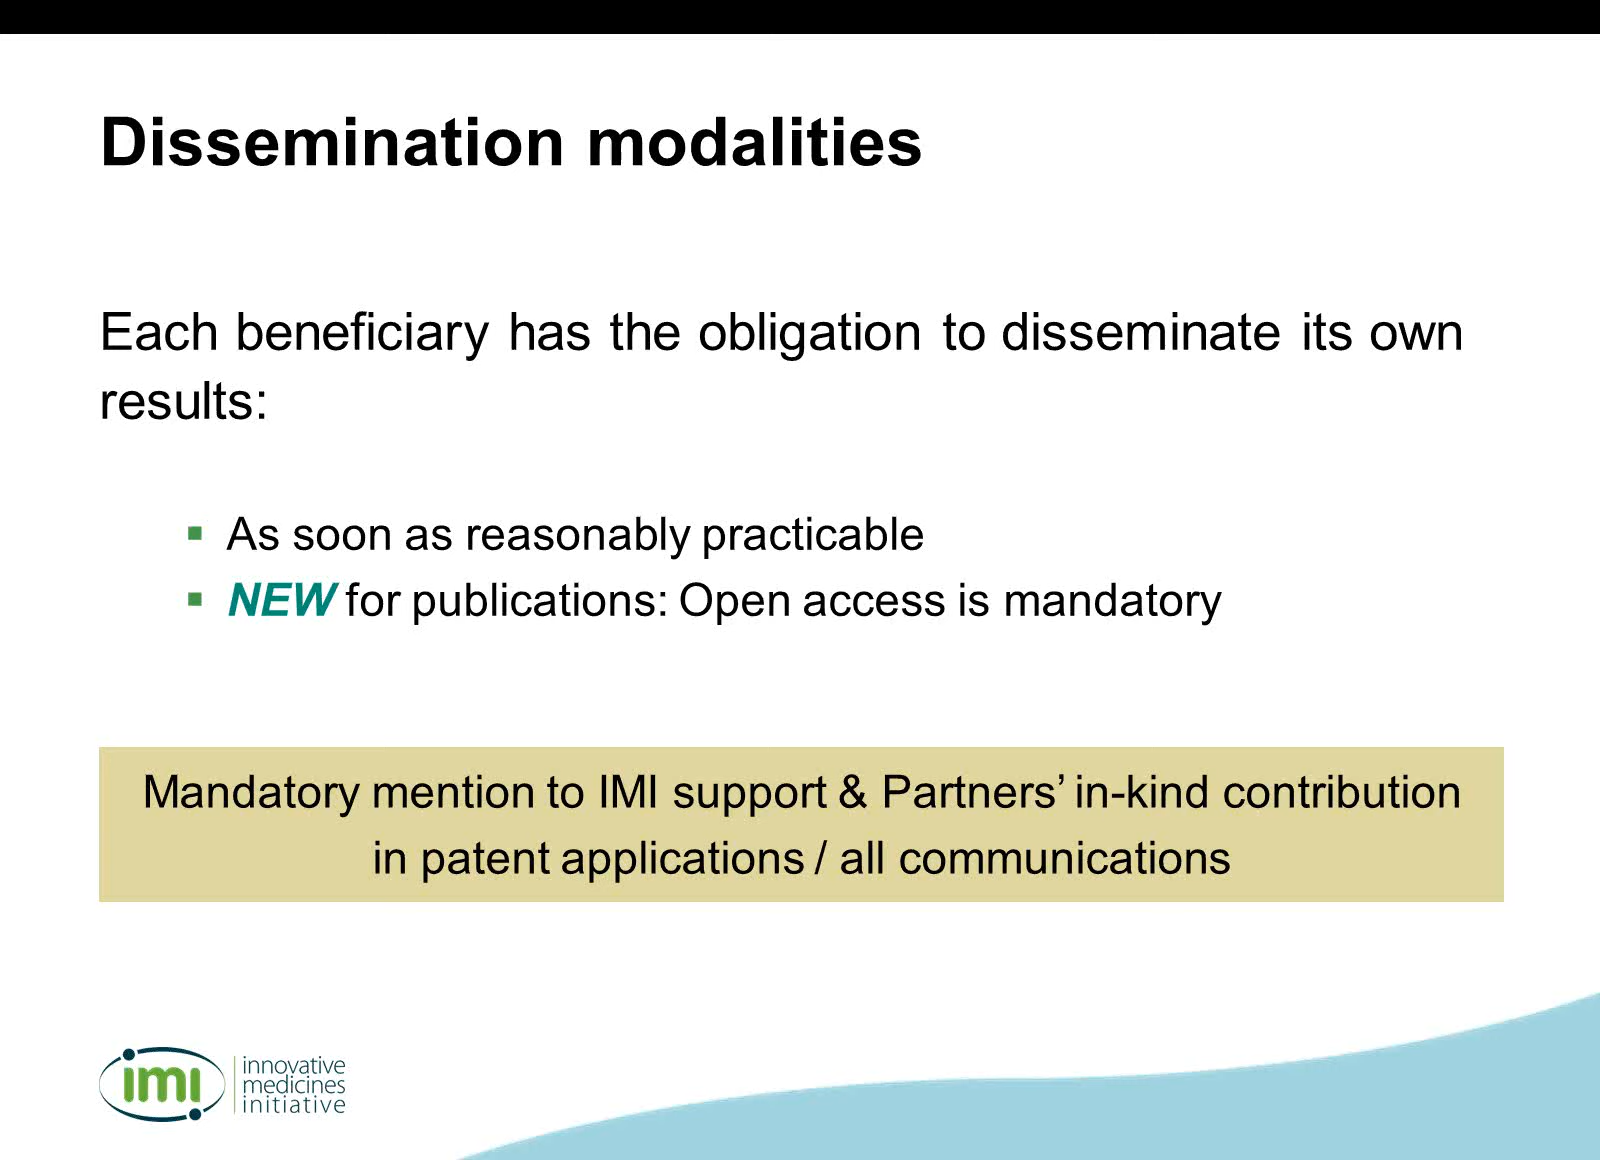 Dissemination modalities
Each beneficiary has the obligation to disseminate its own
results:
▪ As soon as reasonably practicable
▪ NEW for publications: Open access is mandatory
Mandatory mention to IMI support & Partners’ in-kind contribution
in patent applications / all communications
imi
innovative
medicines
initiative